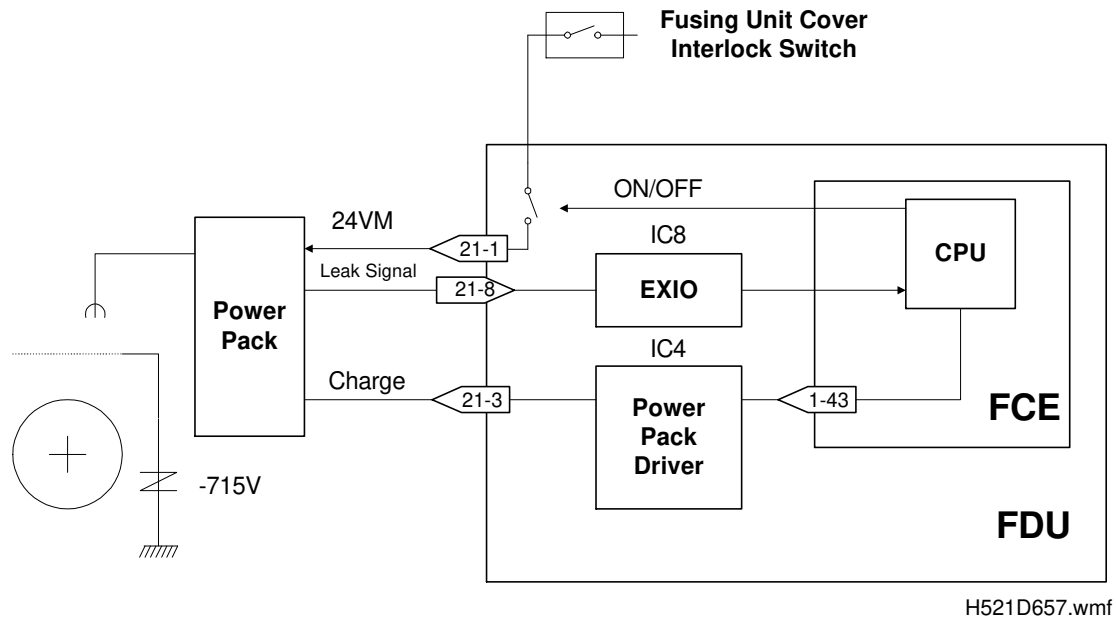 Fusing Unit Cover
Interlock Switch
ON/OFF
24VM
21-1
IC8
CPU
Leak Signal
21-8
EXIO
Power
Pack
IC4
Charge
21-3
Power
Pack
Driver
1-43
FCE
-715V
FDU
H521D657.wmf